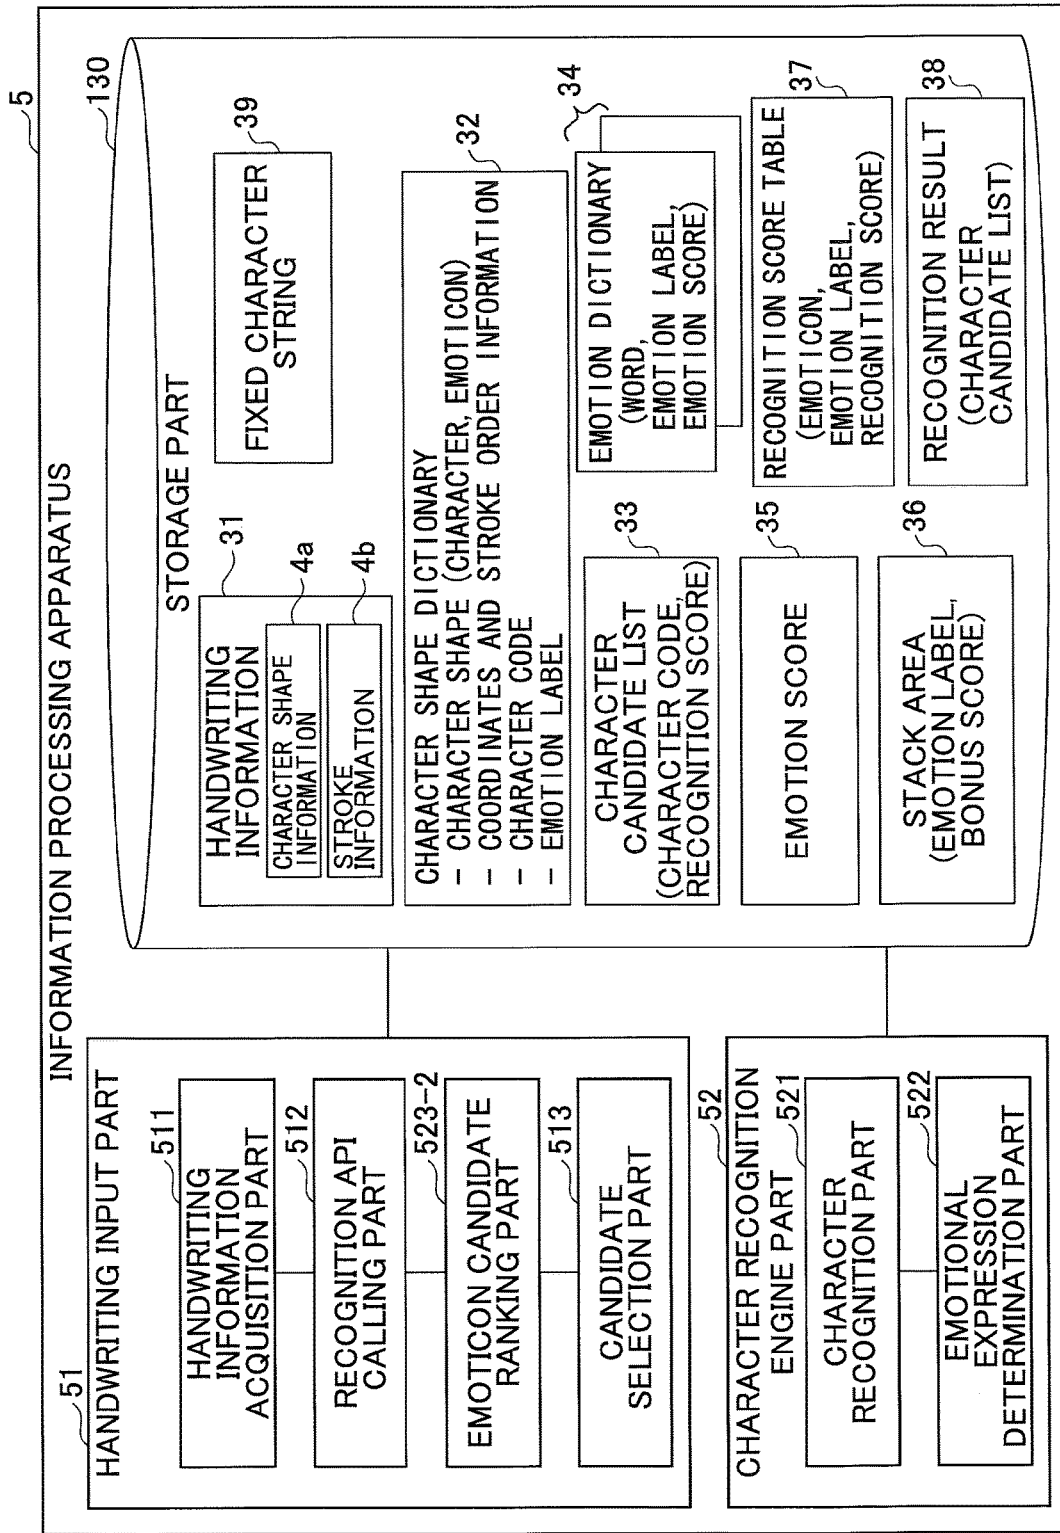 5
INFORMATION PROCESSING APPARATUS
51
HANDWRITING INPUT PART
511
HANDWRITING
INFORMATION
ACQUISITION PART
512
RECOGNITION API
CALLING PART
523-2
EMOTICON CANDIDATE
RANKING PART
513
CANDIDATE
SELECTION PART
52
CHARACTER RECOGNITION
ENGINE PART
521
CHARACTER
RECOGNITION PART
522
EMOTIONAL
EXPRESSION
DETERMINATION PART
130
STORAGE PART
31
HANDWRITING
INFORMATION
4a
CHARACTER SHAPE
INFORMATION
4b
STROKE
INFORMATION
39
FIXED CHARACTER
STRING
32
CHARACTER SHAPE DICTIONARY
- CHARACTER SHAPE (CHARACTER, EMOTICON)
- COORDINATES AND STROKE ORDER INFORMATION
- CHARACTER CODE
- EMOTION LABEL
33
CHARACTER
CANDIDATE LIST
(CHARACTER CODE,
RECOGNITION SCORE)
34
EMOTION DICTIONARY
(WORD,
EMOTION LABEL,
EMOTION SCORE)
35
EMOTION SCORE
37
RECOGNITION SCORE TABLE
(EMOTICON,
EMOTION LABEL,
RECOGNITION SCORE)
36
STACK AREA
(EMOTION LABEL,
BONUS SCORE)
38
RECOGNITION RESULT
(CHARACTER
CANDIDATE LIST)